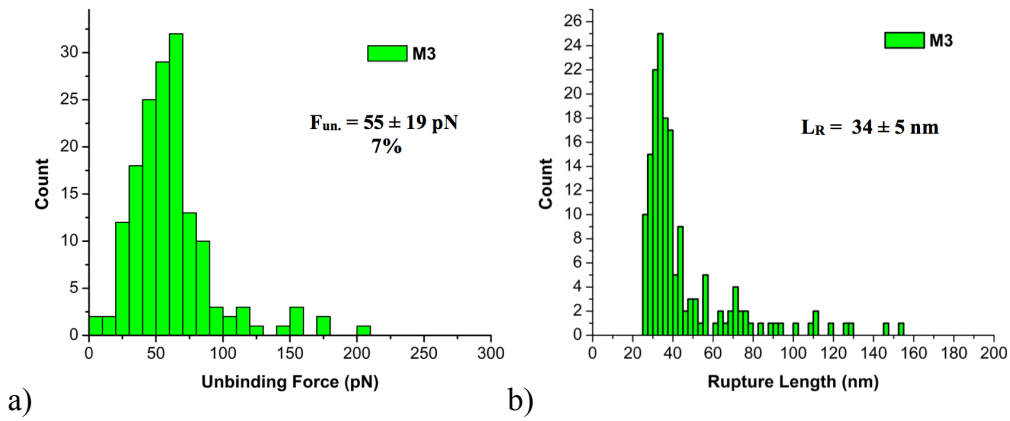 M3
F un. = 55 ± 19 pN
7%
Count
30
25
20
15
10
5
0
0 50 100 150 200 250 300
Unbinding Force (pN)
a)
M3
L R = 34 ± 5 nm
Count
26
24
22
20
18
16
14
12
10
8
6
4
2
0
0 20 40 60 80 100 120 140 160 180 200
Rupture Length (nm)
b)